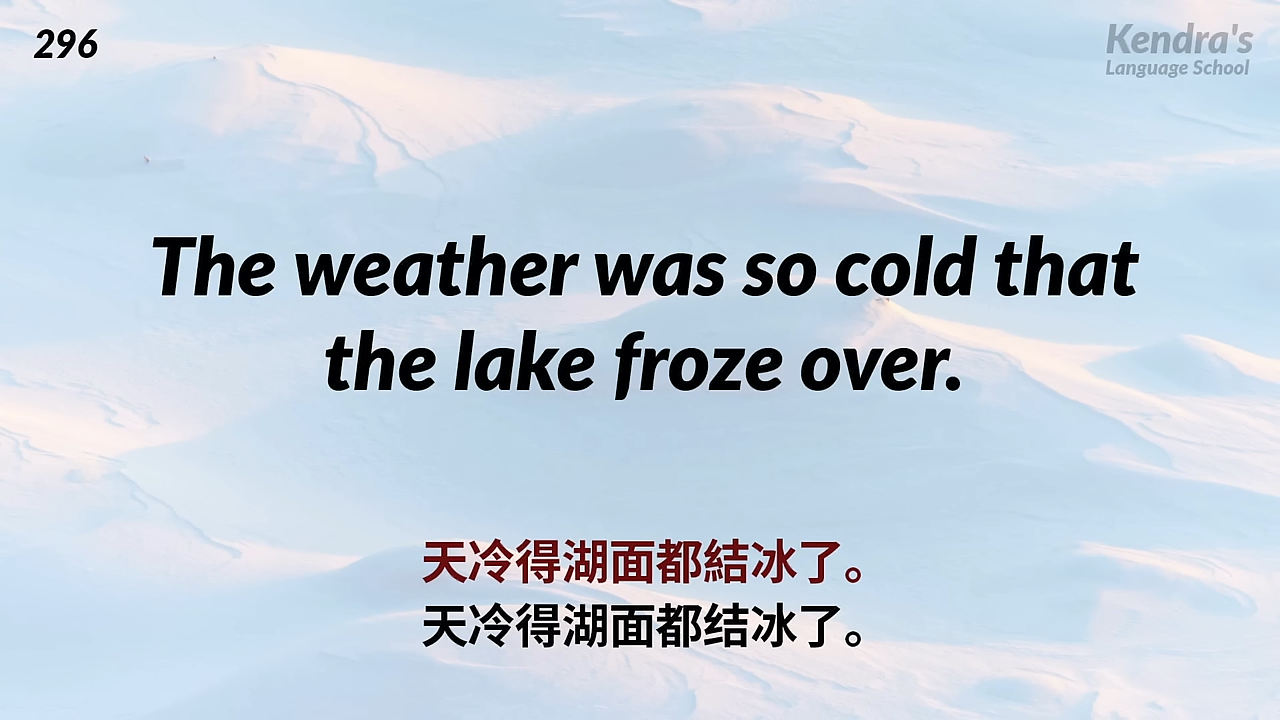 296
Kendra's
Language School
The weather was so cold that
the lake froze over.
天冷得湖面都結冰了。
天冷得湖面都结冰了。